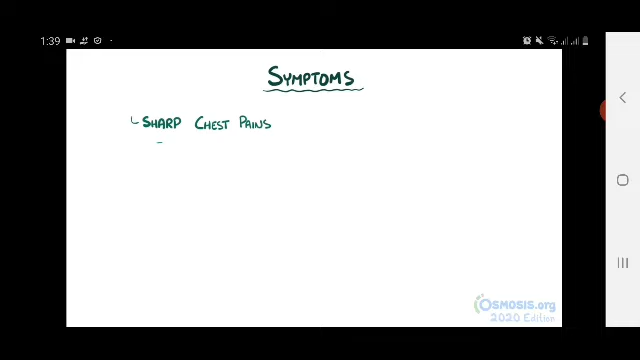 1:39
SYMPTOMS
SHARP CHEST PAINS
OSMOSIS.org
2020 Edition